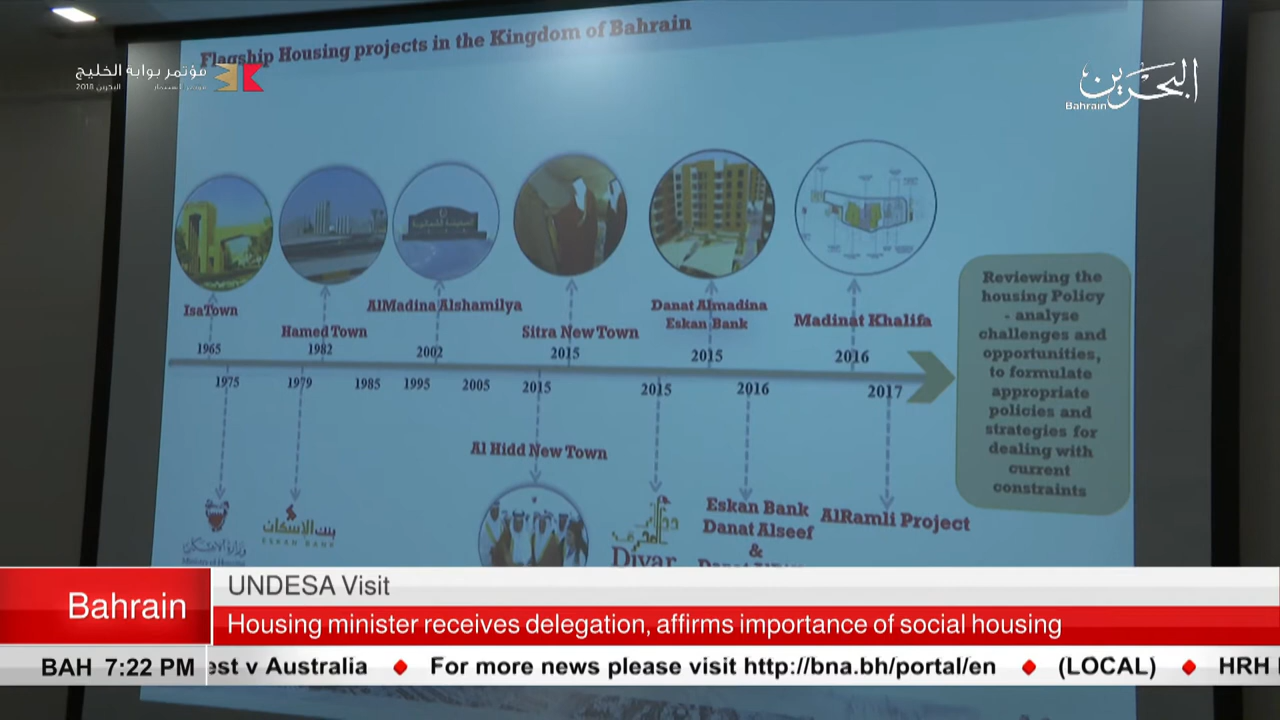 Flagship Housing projects in the Kingdom of Bahrain
مؤتمر بوابة الخليج
البحرين 2018
البحرين
Bahrain
IsaTown
Hamed Town
AlMadina Alshamilya
Sitra New Town
Danat Almadina
Eskan Bank
Madinat Khalifa
1965
1982
2002
2015
2015
2016
1975
1979
1985
1995
2005
2015
2015
2016
2017
Reviewing the
housing Policy
- analyse
challenges and
opportunities,
to formulate
appropriate
policies and
strategies for
dealing with
current
constraints
Al Hidd New Town
بنك الإسكان
ESKAN BANK
وزارة الإسكان
Diyar
Eskan Bank
Danat Alseef
&
AlRamli Project
Bahrain
UNDESA Visit
Housing minister receives delegation, affirms importance of social housing
BAH 7:22 PM
est v Australia ♦ For more news please visit http://bna.bh/portal/en ♦ (LOCAL) ♦ HRH